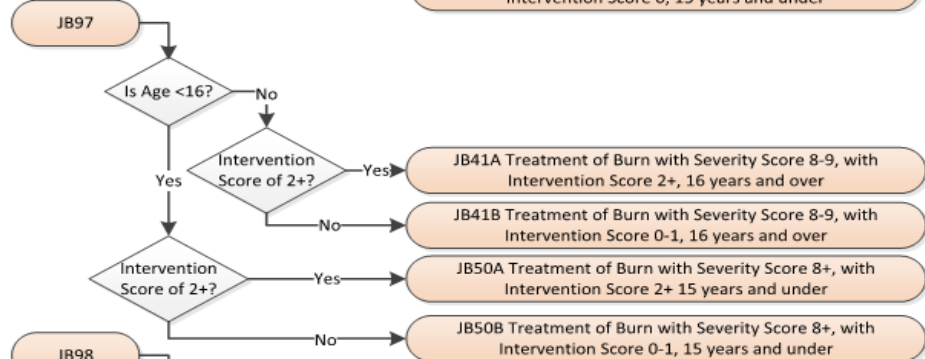 Intervention Score 0, 15 years and under
JB97
Is Age <16?
No
Intervention
Score of 2+?
Yes
JB41A Treatment of Burn with Severity Score 8-9, with
Intervention Score 2+, 16 years and over
Yes
No
JB41B Treatment of Burn with Severity Score 8-9, with
Intervention Score 0-1, 16 years and over
Intervention
Score of 2+?
Yes
JB50A Treatment of Burn with Severity Score 8+, with
Intervention Score 2+ 15 years and under
No
JB50B Treatment of Burn with Severity Score 8+, with
Intervention Score 0-1, 15 years and under
JB98